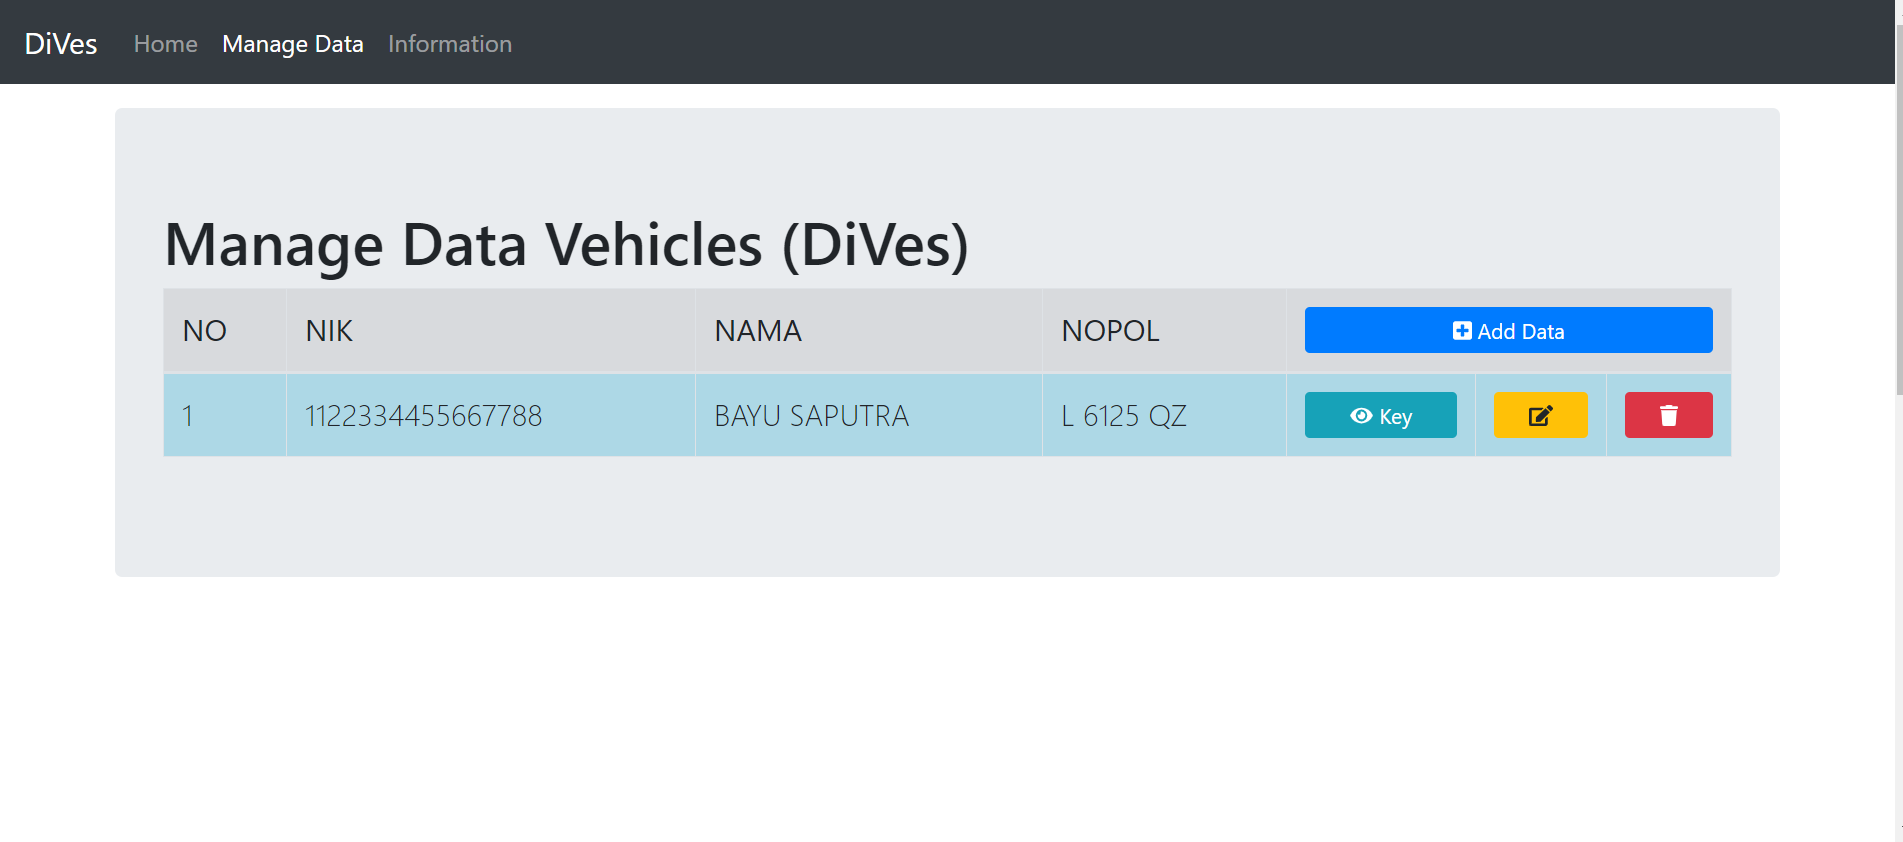 DiVes Home Manage Data Information
Manage Data Vehicles (DiVes)
NO NIK NAMA NOPOL Add Data
1 1122334455667788 BAYU SAPUTRA L 6125 QZ Key